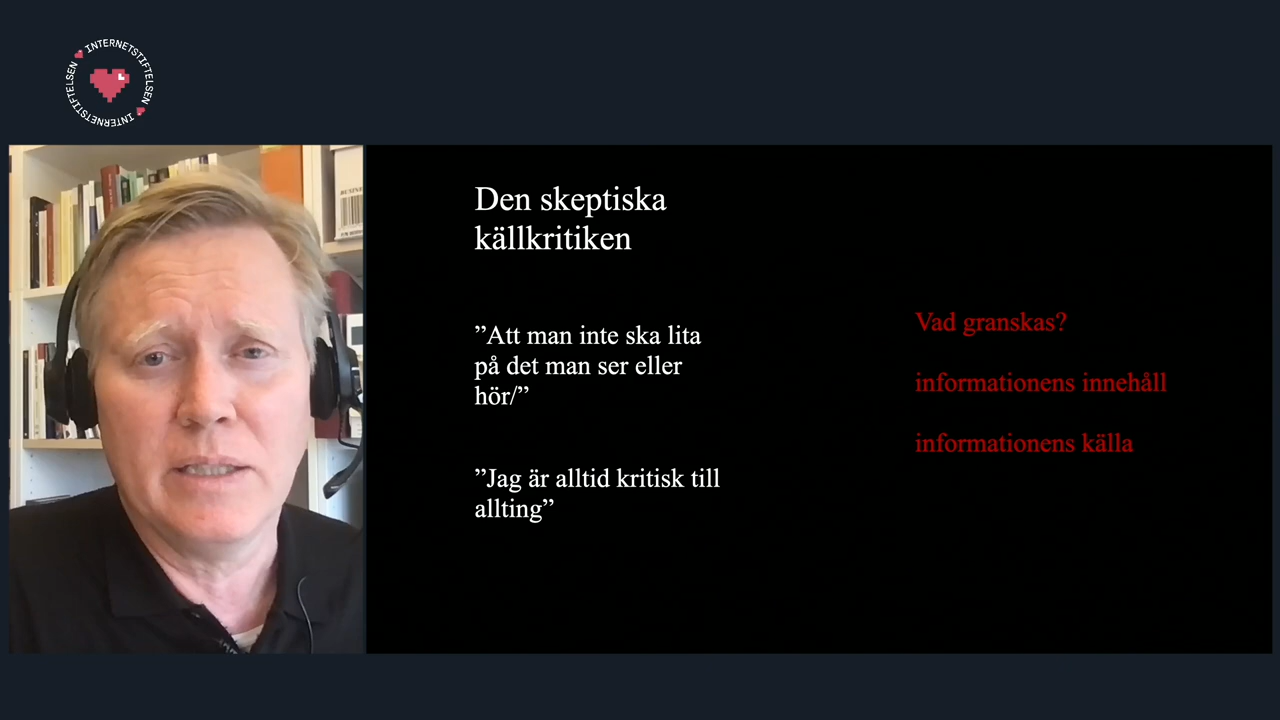 INTERNETSTIFTELSEN
INTERNETSTIFTELSEN
Den skeptiska
källkritiken
”Att man inte ska lita
på det man ser eller
hör/”
”Jag är alltid kritisk till
allting”
Vad granskas?
informationens innehåll
informationens källa